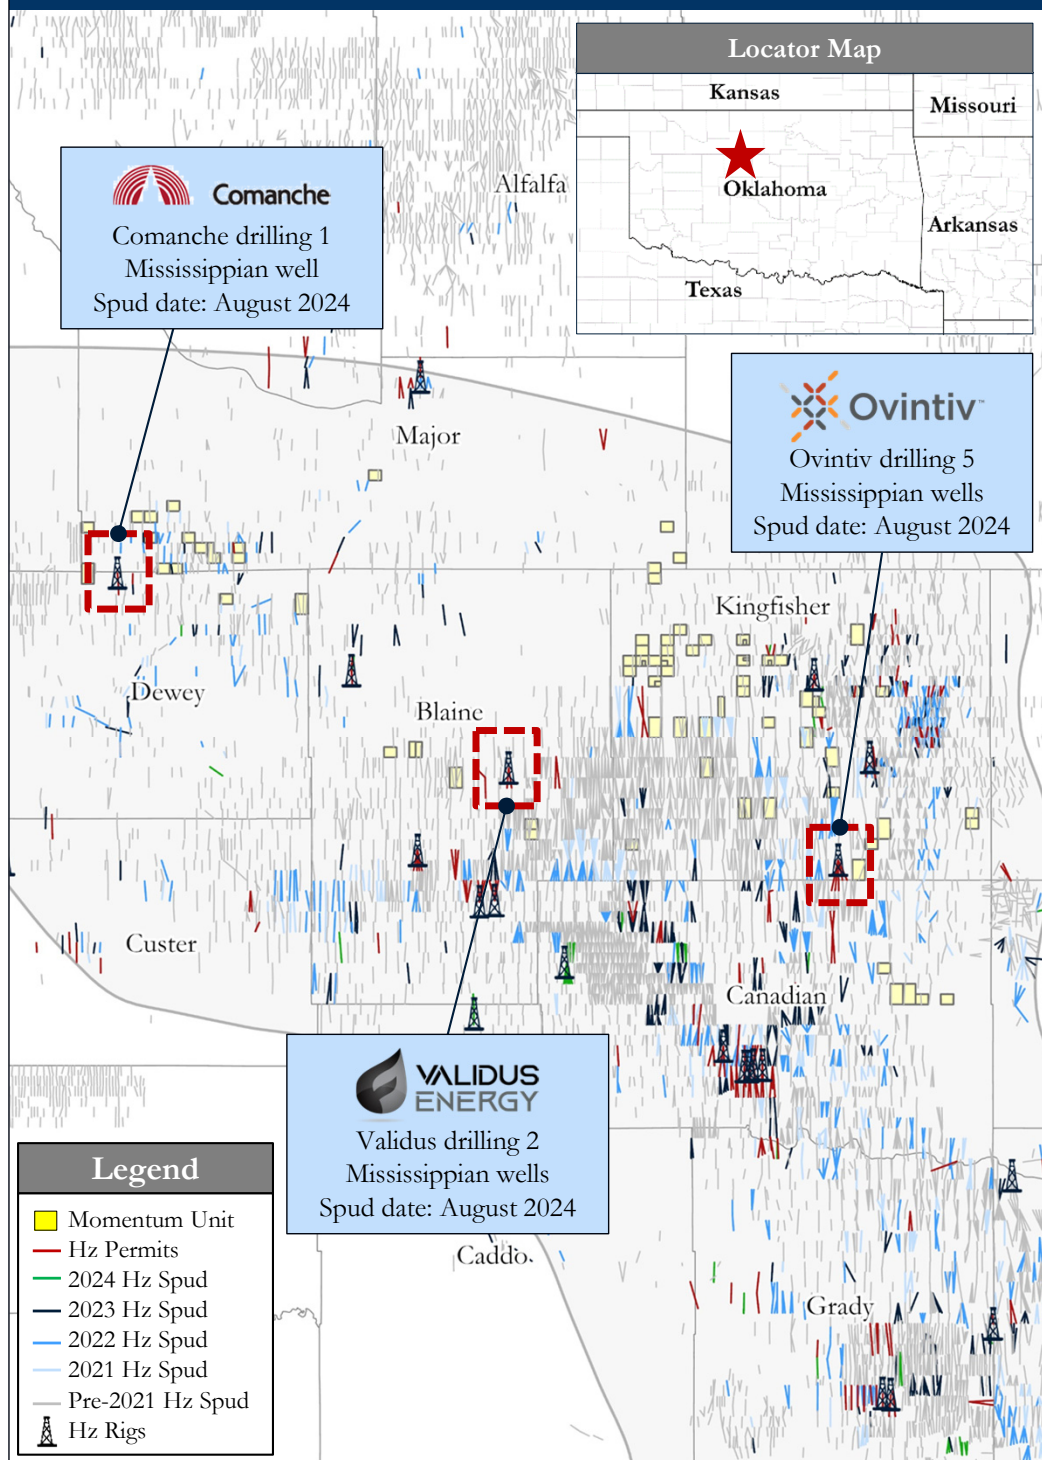 Locator Map
Kansas
Missouri
Oklahoma
Arkansas
Texas
Alfalfa
Comanche
Comanche drilling 1
Mississippian well
Spud date: August 2024
Ovintiv™
Ovintiv drilling 5
Mississippian wells
Spud date: August 2024
Major
Kingfisher
Dewey
Blaine
Custer
Canadian
VALIDUS
ENERGY
Validus drilling 2
Mississippian wells
Spud date: August 2024
Caddo
Grady
Legend
Momentum Unit
Hz Permits
2024 Hz Spud
2023 Hz Spud
2022 Hz Spud
2021 Hz Spud
Pre-2021 Hz Spud
Hz Rigs